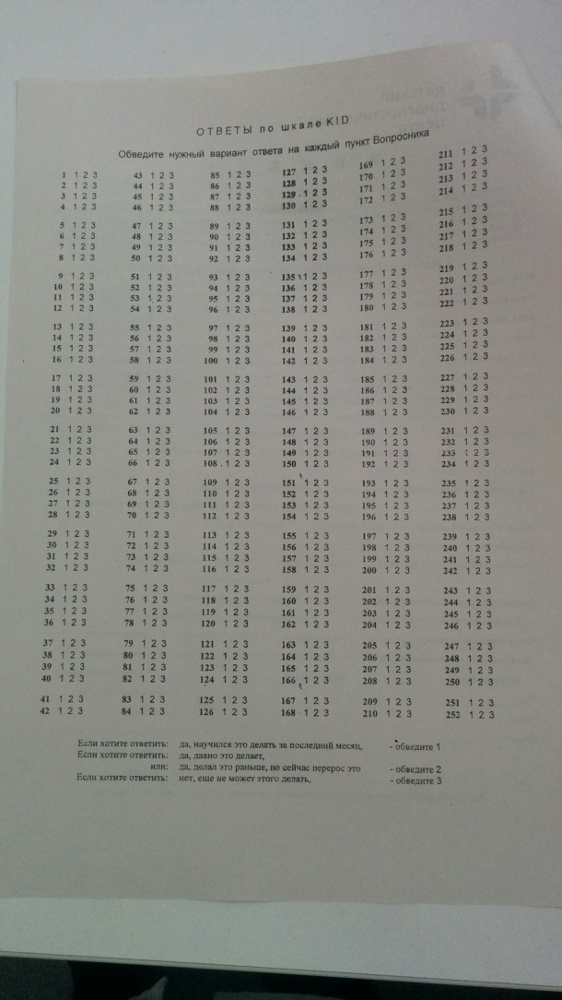 ОТВЕТЫ по шкале KID
Обведите нужный вариант ответа на каждый пункт Вопросника
1 1 2 3 43 1 2 3 85 1 2 3 127 1 2 3 169 1 2 3 211 1 2 3
2 1 2 3 44 1 2 3 86 1 2 3 128 1 2 3 170 1 2 3 212 1 2 3
3 1 2 3 45 1 2 3 87 1 2 3 129 1 2 3 171 1 2 3 213 1 2 3
4 1 2 3 46 1 2 3 88 1 2 3 130 1 2 3 172 1 2 3 214 1 2 3
5 1 2 3 47 1 2 3 89 1 2 3 131 1 2 3 173 1 2 3 215 1 2 3
6 1 2 3 48 1 2 3 90 1 2 3 132 1 2 3 174 1 2 3 216 1 2 3
7 1 2 3 49 1 2 3 91 1 2 3 133 1 2 3 175 1 2 3 217 1 2 3
8 1 2 3 50 1 2 3 92 1 2 3 134 1 2 3 176 1 2 3 218 1 2 3
9 1 2 3 51 1 2 3 93 1 2 3 135 1 2 3 177 1 2 3 219 1 2 3
10 1 2 3 52 1 2 3 94 1 2 3 136 1 2 3 178 1 2 3 220 1 2 3
11 1 2 3 53 1 2 3 95 1 2 3 137 1 2 3 179 1 2 3 221 1 2 3
12 1 2 3 54 1 2 3 96 1 2 3 138 1 2 3 180 1 2 3 222 1 2 3
13 1 2 3 55 1 2 3 97 1 2 3 139 1 2 3 181 1 2 3 223 1 2 3
14 1 2 3 56 1 2 3 98 1 2 3 140 1 2 3 182 1 2 3 224 1 2 3
15 1 2 3 57 1 2 3 99 1 2 3 141 1 2 3 183 1 2 3 225 1 2 3
16 1 2 3 58 1 2 3 100 1 2 3 142 1 2 3 184 1 2 3 226 1 2 3
17 1 2 3 59 1 2 3 101 1 2 3 143 1 2 3 185 1 2 3 227 1 2 3
18 1 2 3 60 1 2 3 102 1 2 3 144 1 2 3 186 1 2 3 228 1 2 3
19 1 2 3 61 1 2 3 103 1 2 3 145 1 2 3 187 1 2 3 229 1 2 3
20 1 2 3 62 1 2 3 104 1 2 3 146 1 2 3 188 1 2 3 230 1 2 3
21 1 2 3 63 1 2 3 105 1 2 3 147 1 2 3 189 1 2 3 231 1 2 3
22 1 2 3 64 1 2 3 106 1 2 3 148 1 2 3 190 1 2 3 232 1 2 3
23 1 2 3 65 1 2 3 107 1 2 3 149 1 2 3 191 1 2 3 233 1 2 3
24 1 2 3 66 1 2 3 108 1 2 3 150 1 2 3 192 1 2 3 234 1 2 3
25 1 2 3 67 1 2 3 109 1 2 3 151 1 2 3 193 1 2 3 235 1 2 3
26 1 2 3 68 1 2 3 110 1 2 3 152 1 2 3 194 1 2 3 236 1 2 3
27 1 2 3 69 1 2 3 111 1 2 3 153 1 2 3 195 1 2 3 237 1 2 3
28 1 2 3 70 1 2 3 112 1 2 3 154 1 2 3 196 1 2 3 238 1 2 3
29 1 2 3 71 1 2 3 113 1 2 3 155 1 2 3 197 1 2 3 239 1 2 3
30 1 2 3 72 1 2 3 114 1 2 3 156 1 2 3 198 1 2 3 240 1 2 3
31 1 2 3 73 1 2 3 115 1 2 3 157 1 2 3 199 1 2 3 241 1 2 3
32 1 2 3 74 1 2 3 116 1 2 3 158 1 2 3 200 1 2 3 242 1 2 3
33 1 2 3 75 1 2 3 117 1 2 3 159 1 2 3 201 1 2 3 243 1 2 3
34 1 2 3 76 1 2 3 118 1 2 3 160 1 2 3 202 1 2 3 244 1 2 3
35 1 2 3 77 1 2 3 119 1 2 3 161 1 2 3 203 1 2 3 245 1 2 3
36 1 2 3 78 1 2 3 120 1 2 3 162 1 2 3 204 1 2 3 246 1 2 3
37 1 2 3 79 1 2 3 121 1 2 3 163 1 2 3 205 1 2 3 247 1 2 3
38 1 2 3 80 1 2 3 122 1 2 3 164 1 2 3 206 1 2 3 248 1 2 3
39 1 2 3 81 1 2 3 123 1 2 3 165 1 2 3 207 1 2 3 249 1 2 3
40 1 2 3 82 1 2 3 124 1 2 3 166 1 2 3 208 1 2 3 250 1 2 3
41 1 2 3 83 1 2 3 125 1 2 3 167 1 2 3 209 1 2 3 251 1 2 3
42 1 2 3 84 1 2 3 126 1 2 3 168 1 2 3 210 1 2 3 252 1 2 3
Если хотите ответить: да, научился это делать за последний месяц, - обведите 1
Если хотите ответить: да, давно это делает,
или: да, делал это раньше, но сейчас перерос это - обведите 2
Если хотите ответить: нет, еще не может этого делать, - обведите 3